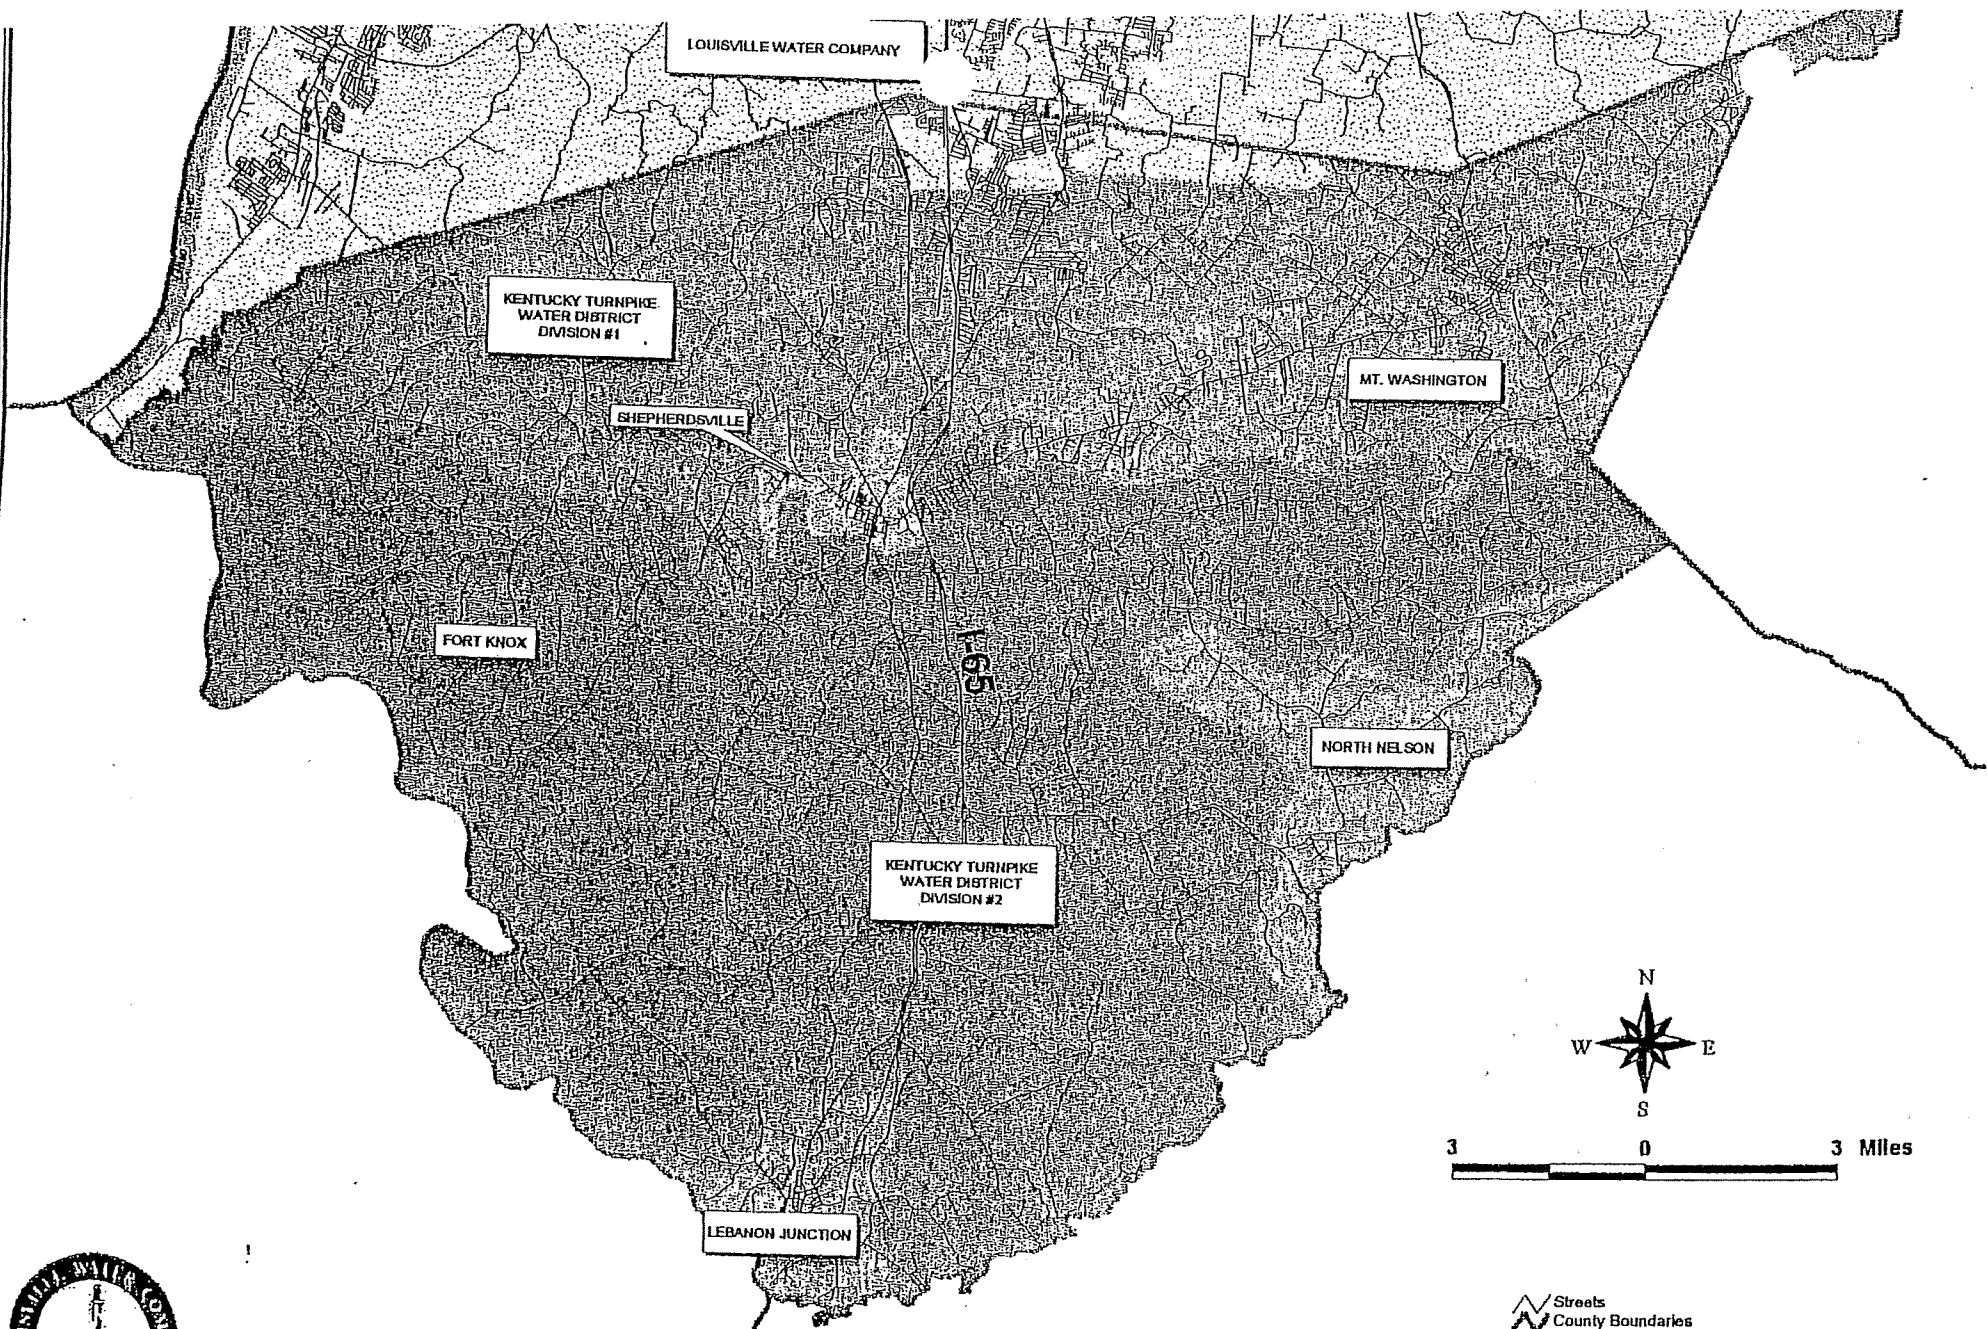 LOUISVILLE WATER COMPANY
KENTUCKY TURNPIKE
WATER DISTRICT
DIVISION #1
MT. WASHINGTON
SHEPHERDSVILLE
FORT KNOX
I-65
NORTH NELSON
KENTUCKY TURNPIKE
WATER DISTRICT
DIVISION #2
N
W E
S
3 0 3 Miles
LEBANON JUNCTION
WATER
Streets
County Boundaries